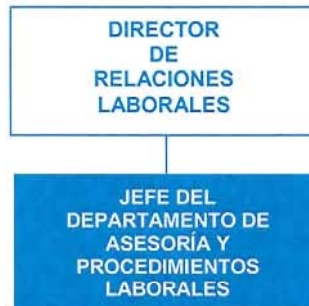 DIRECTOR
DE
RELACIONES
LABORALES
JEFE DEL
DEPARTAMENTO DE
ASESORÍA Y
PROCEDIMIENTOS
LABORALES